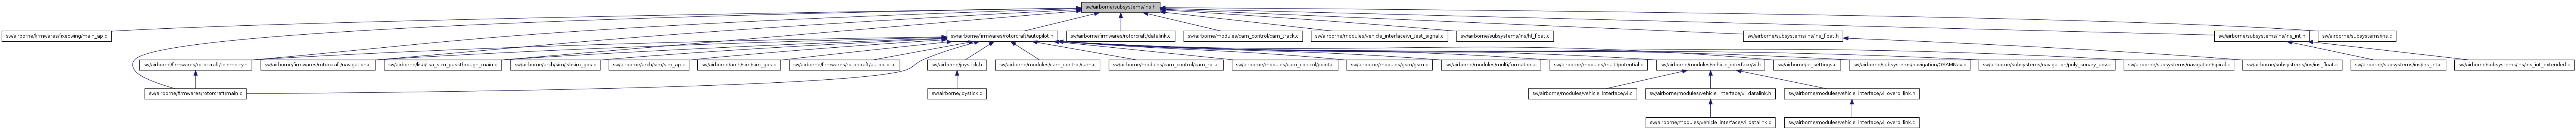 sw/airborne/subsystems/ins.h
sw/airborne/firmwares/fixedwing/main_ap.c
sw/airborne/firmwares/rotorcraft/autopilot.h
sw/airborne/firmwares/rotorcraft/datalink.c
sw/airborne/modules/cam_control/cam_track.c
sw/airborne/modules/vehicle_interface/vi_test_signal.c
sw/airborne/subsystems/ins/hf_float.c
sw/airborne/subsystems/ins/ins_float.h
sw/airborne/subsystems/ins/ins_int.h
sw/airborne/subsystems/ins.c
sw/airborne/firmwares/rotorcraft/telemetry.h
sw/airborne/firmwares/rotorcraft/navigation.c
sw/airborne/lisa/lisa_stm_passthrough_main.c
sw/airborne/arch/sim/jsbsim_gps.c
sw/airborne/arch/sim/sim_ap.c
sw/airborne/arch/sim/sim_gps.c
sw/airborne/firmwares/rotorcraft/autopilot.c
sw/airborne/joystick.h
sw/airborne/modules/cam_control/cam.c
sw/airborne/modules/cam_control/cam_roll.c
sw/airborne/modules/cam_control/point.c
sw/airborne/modules/gsm/gsm.c
sw/airborne/modules/multi/formation.c
sw/airborne/modules/multi/potential.c
sw/airborne/modules/vehicle_interface/vi.h
sw/airborne/rc_settings.c
sw/airborne/subsystems/navigation/OSAMNav.c
sw/airborne/subsystems/navigation/poly_survey_adv.c
sw/airborne/subsystems/navigation/spiral.c
sw/airborne/subsystems/ins/ins_float.c
sw/airborne/subsystems/ins/ins_int.c
sw/airborne/subsystems/ins/ins_int_extended.c
sw/airborne/firmwares/rotorcraft/main.c
sw/airborne/joystick.c
sw/airborne/modules/vehicle_interface/vi.c
sw/airborne/modules/vehicle_interface/vi_datalink.h
sw/airborne/modules/vehicle_interface/vi_overo_link.h
sw/airborne/modules/vehicle_interface/vi_datalink.c
sw/airborne/modules/vehicle_interface/vi_overo_link.c